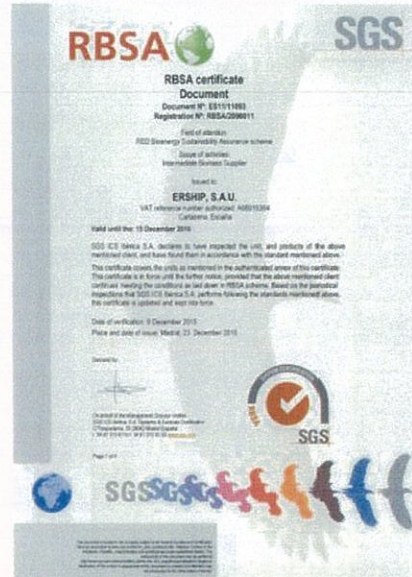 RBSA
SGS
RBSA certificate
Document
Document Nº: ES11/11093
Registration Nº: RBSA/2090011
Field of attention:
RED Bioenergy Sustainability Assurance scheme
Scope of activities:
Intermediate Biomass Supplier
Issued to:
ERSHIP, S.A.U.
VAT reference number authorized:
Cartagena, España
Valid until the: 15 December 2016
SGS ICS Ibérica S.A. declares to have inspected the unit, and products of the above
mentioned client, and have found them in accordance with the standard mentioned above.
This certificate covers the units as mentioned in the authenticated annex of this certificate.
This certificate is in force until the further notice, provided that the above mentioned client
continues meeting the conditions as laid down in RBSA scheme. Based on the periodical
inspections that SGS ICS Ibérica S.A. performs following the standards mentioned above,
this certificate is updated and kept into force.
Date of verification: 9 December 2015
Place and date of issue: Madrid, 23 December 2015
RBSA
SGS
Page 1 of
SGS SGS SGS